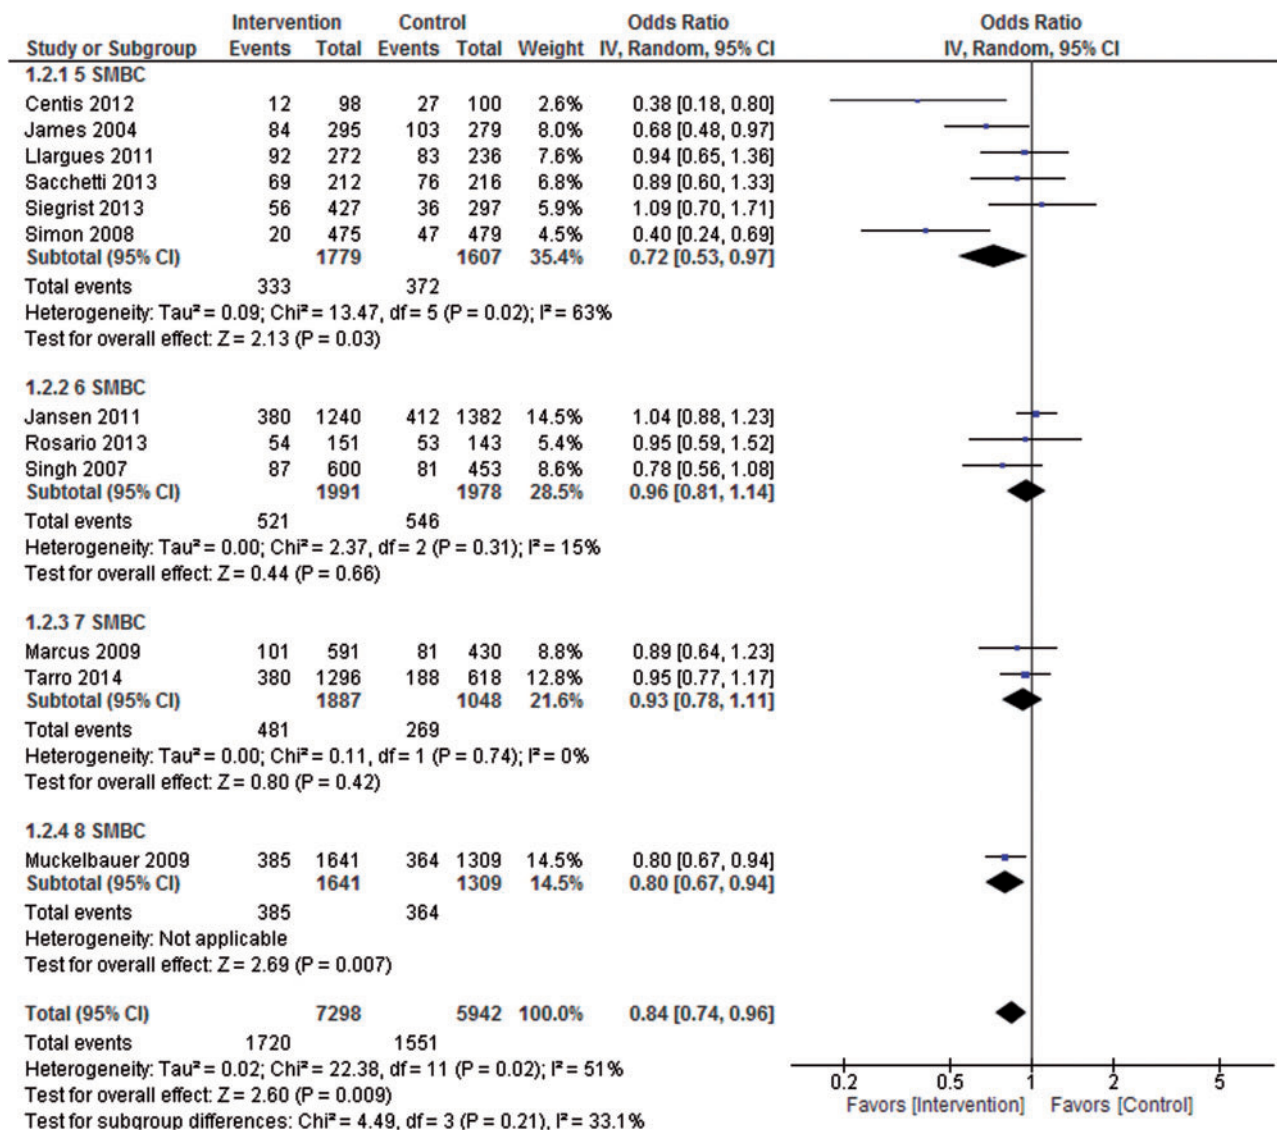 Intervention Control Odds Ratio Odds Ratio
Study or Subgroup Events Total Events Total Weight IV, Random, 95% CI IV, Random, 95% CI
1.2.1 5 SMBC
Centis 2012 12 98 27 100 2.6% 0.38 [0.18, 0.80]
James 2004 84 295 103 279 8.0% 0.68 [0.48, 0.97]
Llargues 2011 92 272 83 236 7.6% 0.94 [0.65, 1.36]
Sacchetti 2013 69 212 76 216 6.8% 0.89 [0.60, 1.33]
Siegrist 2013 56 427 36 297 5.9% 1.09 [0.70, 1.71]
Simon 2008 20 475 47 479 4.5% 0.40 [0.24, 0.69]
Subtotal (95% CI) 1779 1607 35.4% 0.72 [0.53, 0.97]
Total events 333 372
Heterogeneity: Tau² = 0.09; Chi² = 13.47, df = 5 (P = 0.02); I² = 63%
Test for overall effect: Z = 2.13 (P = 0.03)
1.2.2 6 SMBC
Jansen 2011 380 1240 412 1382 14.5% 1.04 [0.88, 1.23]
Rosario 2013 54 151 53 143 5.4% 0.95 [0.59, 1.52]
Singh 2007 87 600 81 453 8.6% 0.78 [0.56, 1.08]
Subtotal (95% CI) 1991 1978 28.5% 0.96 [0.81, 1.14]
Total events 521 546
Heterogeneity: Tau² = 0.00; Chi² = 2.37, df = 2 (P = 0.31); I² = 15%
Test for overall effect: Z = 0.44 (P = 0.66)
1.2.3 7 SMBC
Marcus 2009 101 591 81 430 8.8% 0.89 [0.64, 1.23]
Tarro 2014 380 1296 188 618 12.8% 0.95 [0.77, 1.17]
Subtotal (95% CI) 1887 1048 21.6% 0.93 [0.78, 1.11]
Total events 481 269
Heterogeneity: Tau² = 0.00; Chi² = 0.11, df = 1 (P = 0.74); I² = 0%
Test for overall effect: Z = 0.80 (P = 0.42)
1.2.4 8 SMBC
Muckelbauer 2009 385 1641 364 1309 14.5% 0.80 [0.67, 0.94]
Subtotal (95% CI) 1641 1309 14.5% 0.80 [0.67, 0.94]
Total events 385 364
Heterogeneity: Not applicable
Test for overall effect: Z = 2.69 (P = 0.007)
Total (95% CI) 7298 5942 100.0% 0.84 [0.74, 0.96]
Total events 1720 1551
Heterogeneity: Tau² = 0.02; Chi² = 22.38, df = 11 (P = 0.02); I² = 51%
Test for overall effect: Z = 2.60 (P = 0.009)
Test for subgroup differences: Chi² = 4.49, df = 3 (P = 0.21), I² = 33.1%
0.2 0.5 1 2 5
Favors [Intervention] Favors [Control]